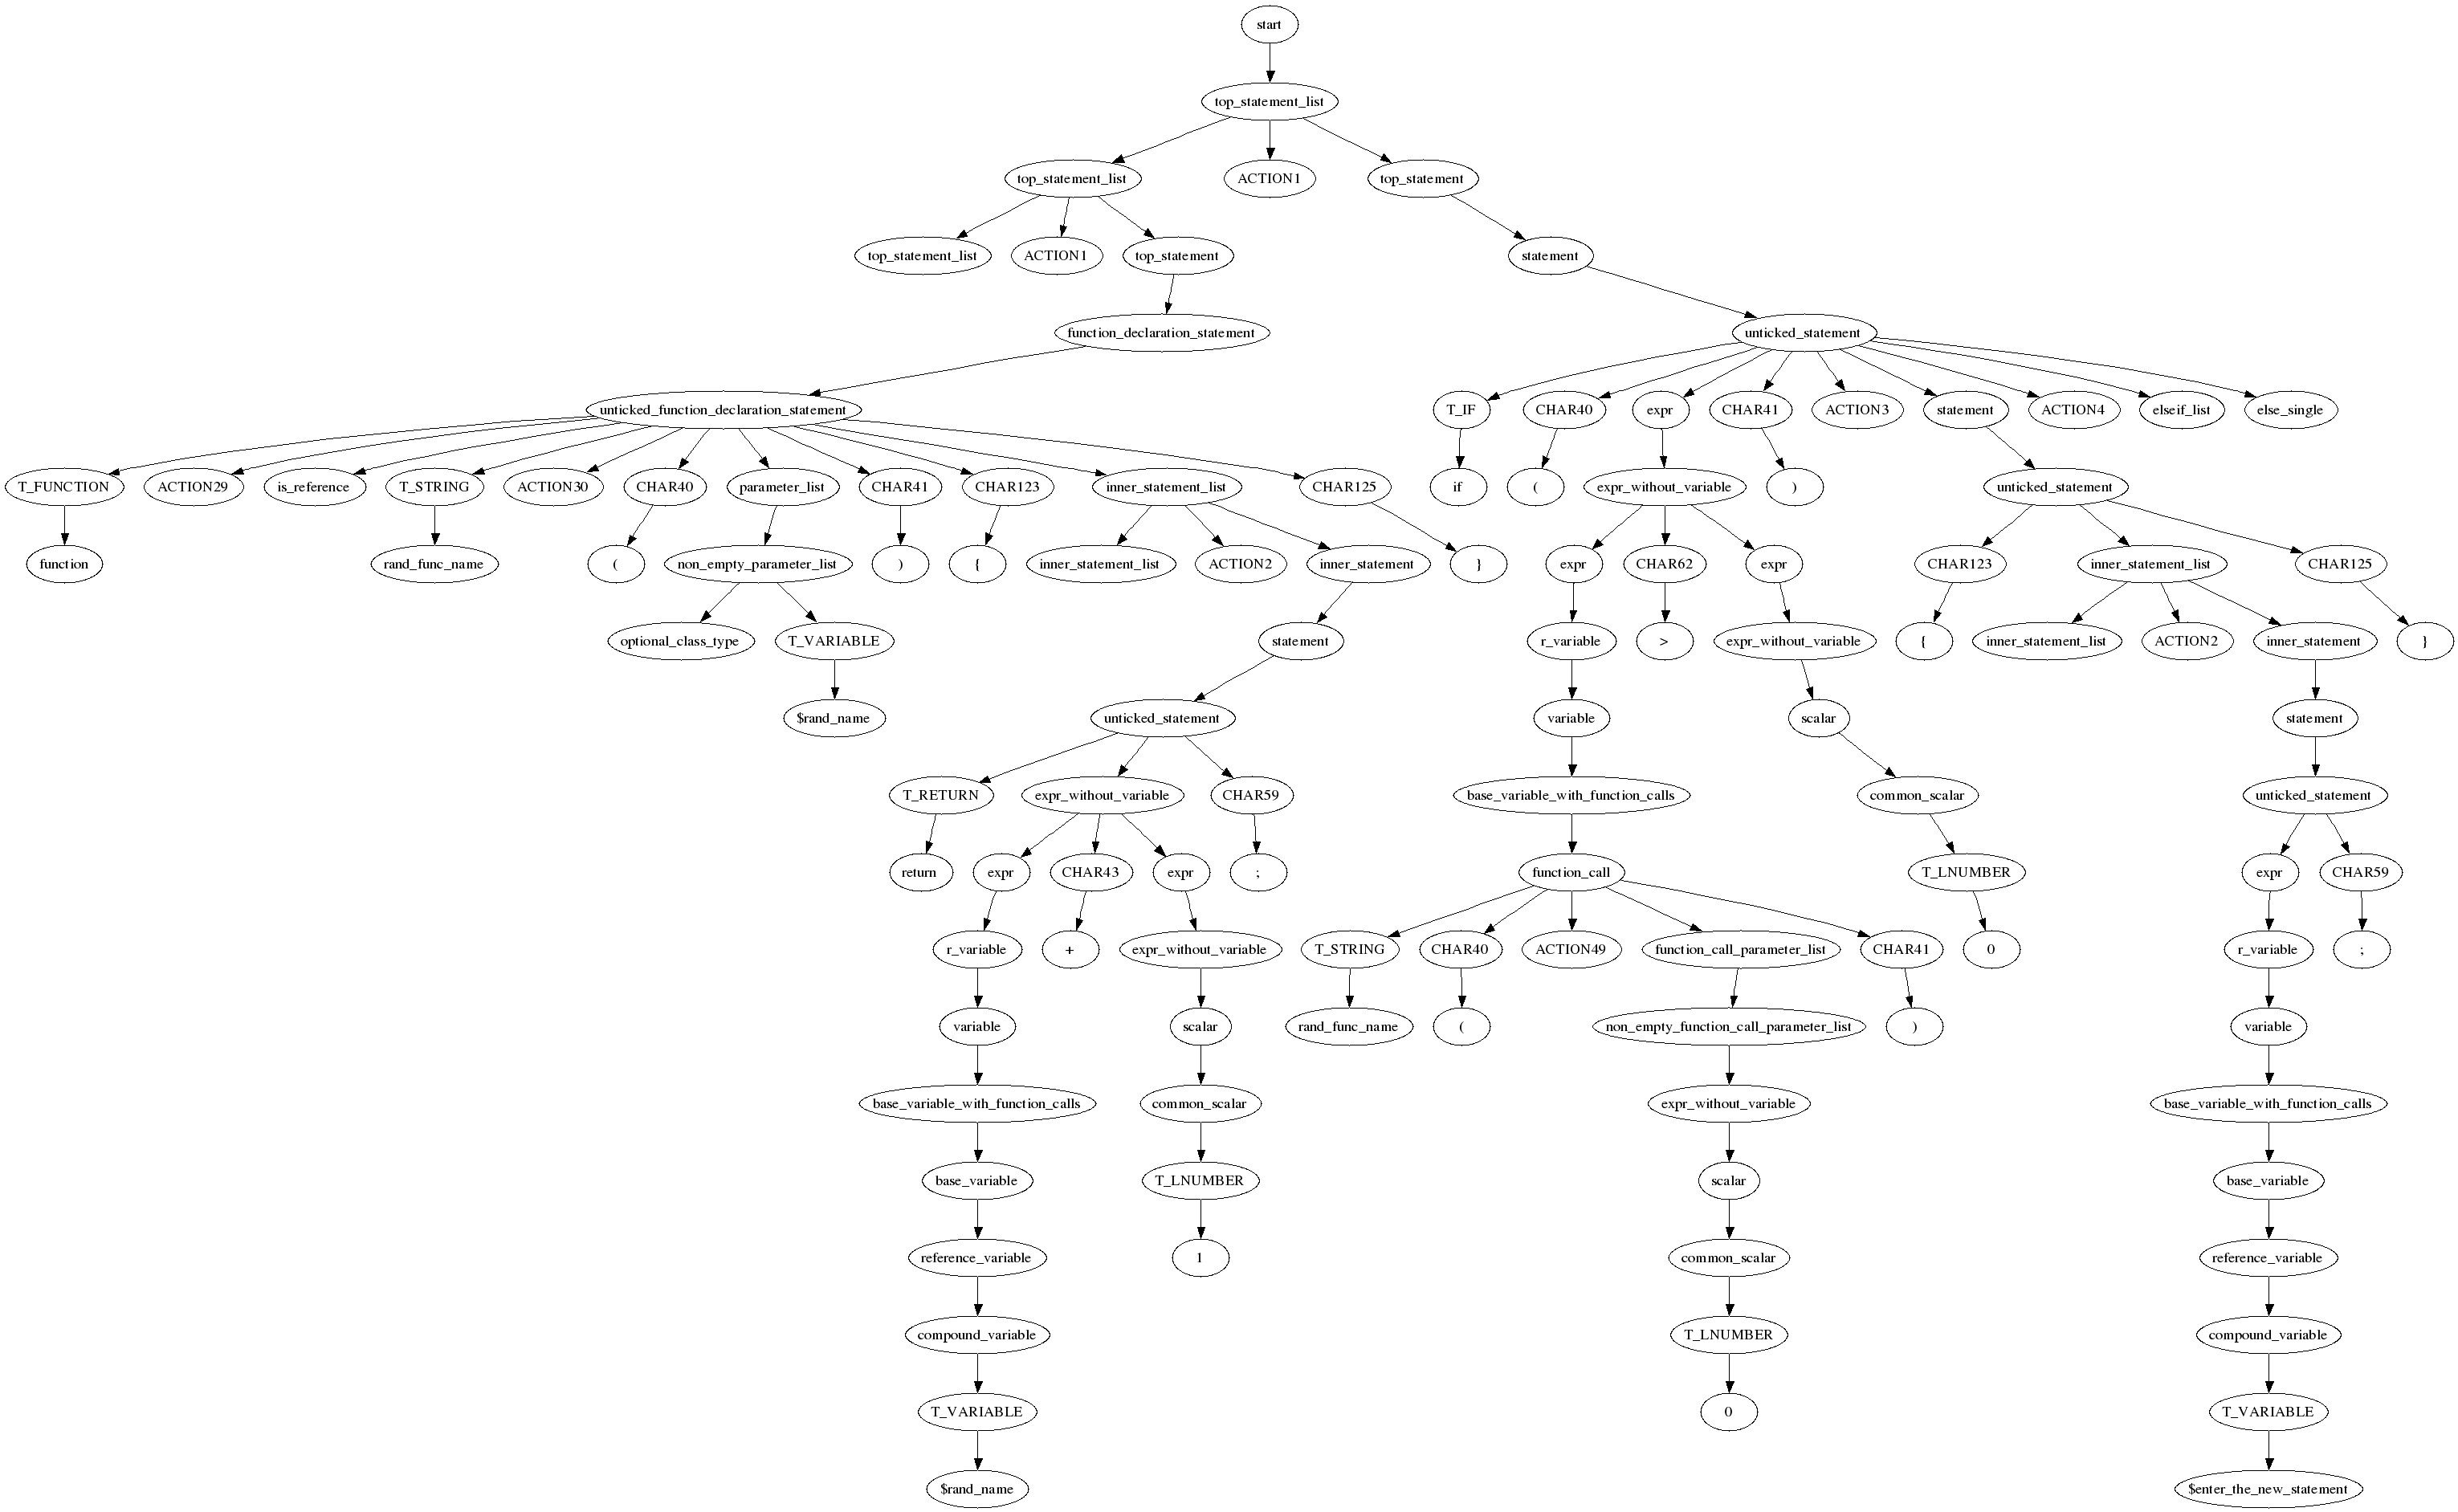 start
top_statement_list
top_statement_list ACTION1 top_statement
top_statement_list ACTION1 top_statement statement
function_declaration_statement unticked_statement
unticked_function_declaration_statement T_IF CHAR40 expr CHAR41 ACTION3 statement ACTION4 elseif_list else_single
T_FUNCTION ACTION29 is_reference T_STRING ACTION30 CHAR40 parameter_list CHAR41 CHAR123 inner_statement_list CHAR125 if ( expr_without_variable ) unticked_statement
function rand_func_name ( non_empty_parameter_list ) { inner_statement_list ACTION2 inner_statement } expr CHAR62 expr CHAR123 inner_statement_list CHAR125
optional_class_type T_VARIABLE statement r_variable > expr_without_variable { inner_statement_list ACTION2 inner_statement }
$rand_name unticked_statement variable scalar statement
T_RETURN expr_without_variable CHAR59 base_variable_with_function_calls common_scalar unticked_statement
return expr CHAR43 expr ; function_call T_LNUMBER expr CHAR59
r_variable + expr_without_variable T_STRING CHAR40 ACTION49 function_call_parameter_list CHAR41 0 r_variable ;
variable scalar rand_func_name ( non_empty_function_call_parameter_list ) variable
base_variable_with_function_calls common_scalar expr_without_variable base_variable_with_function_calls
base_variable T_LNUMBER scalar base_variable
reference_variable 1 common_scalar reference_variable
compound_variable T_LNUMBER compound_variable
T_VARIABLE 0 T_VARIABLE
$rand_name $enter_the_new_statement